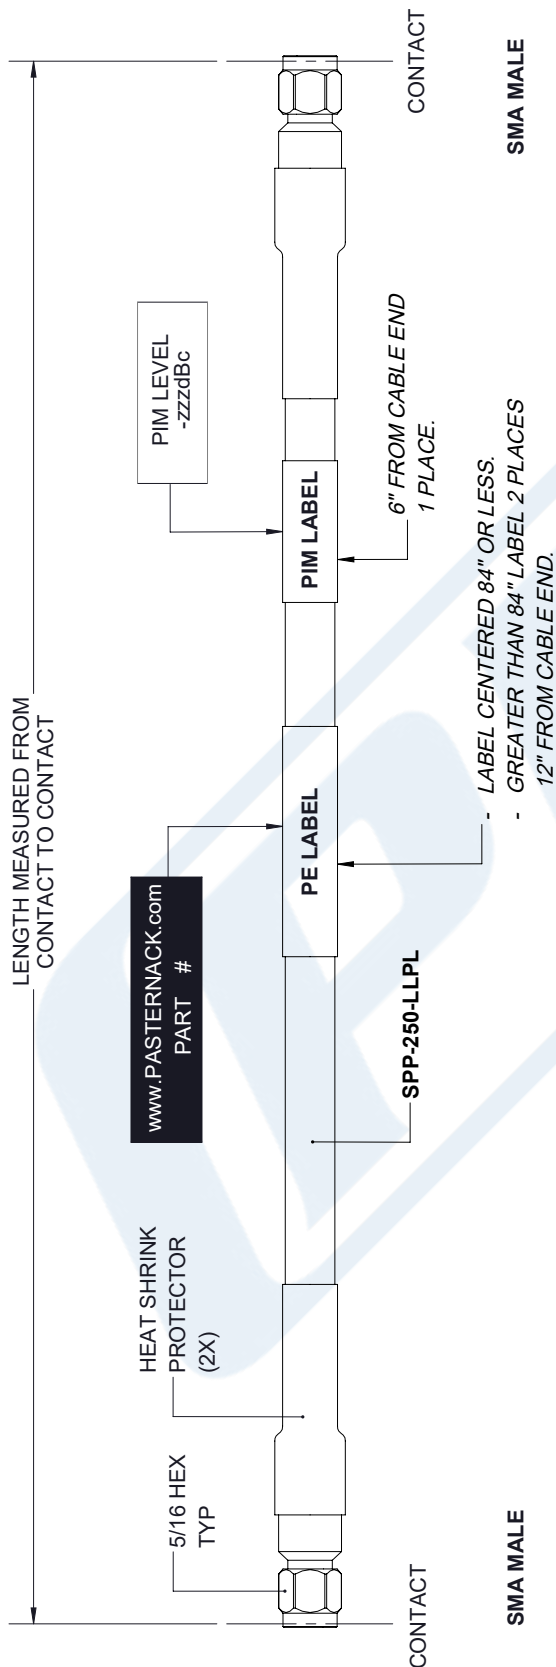 LENGTH MEASURED FROM
CONTACT TO CONTACT
5/16 HEX
TYP
HEAT SHRINK
PROTECTOR
(2X)
www.PASTERNACK.com
PART #
PIM LEVEL
-zzzdBc
PE LABEL
PIM LABEL
CONTACT
SPP-250-LLPL
6" FROM CABLE END
1 PLACE.
CONTACT
- LABEL CENTERED 84" OR LESS.
- GREATER THAN 84" LABEL 2 PLACES
12" FROM CABLE END.
SMA MALE
SMA MALE